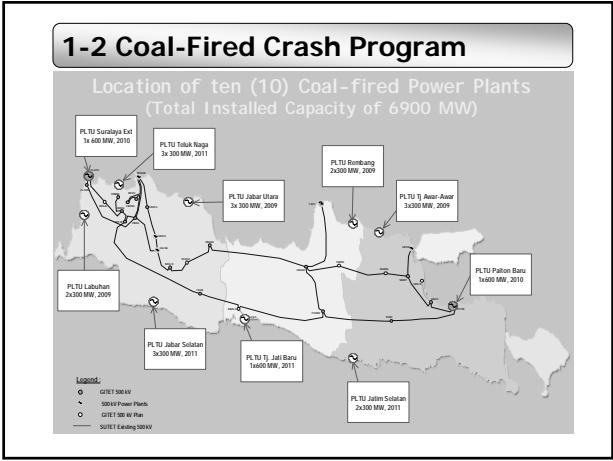 1-2 Coal-Fired Crash Program
Location of ten (10) Coal-fired Power Plants
(Total Installed Capacity of 6900 MW)
PLTU Suralaya Ext
1x 600 MW, 2010
PLTU Teluk Naga
3x 300 MW, 2011
PLTU Jabar Utara
3x 300 MW, 2009
PLTU Rembang
2x300 MW, 2009
PLTU Tj Awar-Awar
3x300 MW, 2009
PLTU Labuhan
2x300 MW, 2009
PLTU Jabar Selatan
3x300 MW, 2011
PLTU Tj. Jati Baru
1x600 MW, 2011
PLTU Jatim Selatan
2x300 MW, 2011
PLTU Paiton Baru
1x600 MW, 2010
Legend :
GITET 500 kV
500 kV Power Plants
GITET 500 kV Plan
SUTET Existing 500 kV